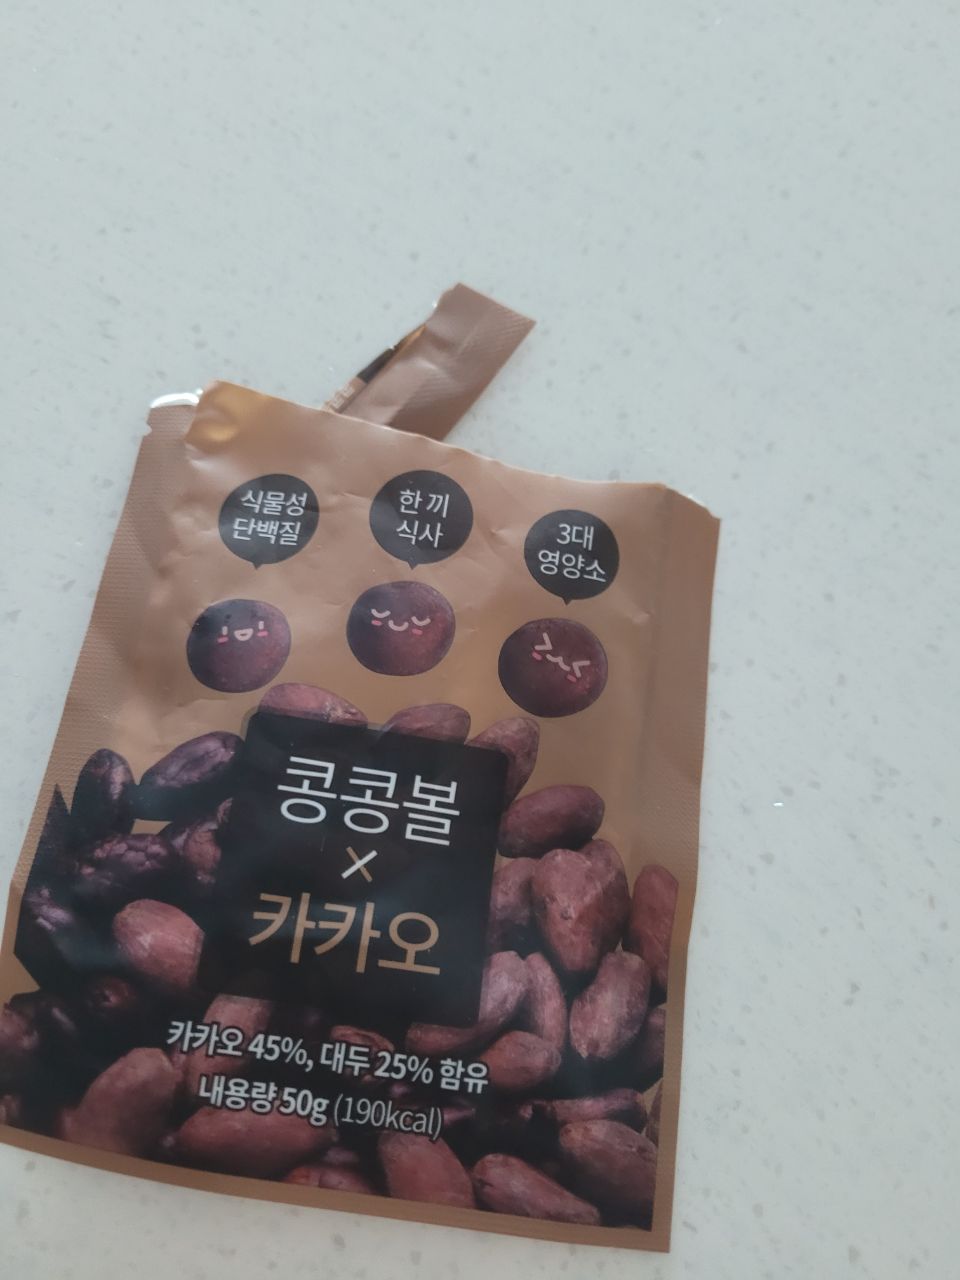 식물성
단백질
한 끼
식사
3대
영양소
콩콩볼
×
카카오
카카오 45%, 대두 25% 함유
내용량 50g (190kcal)